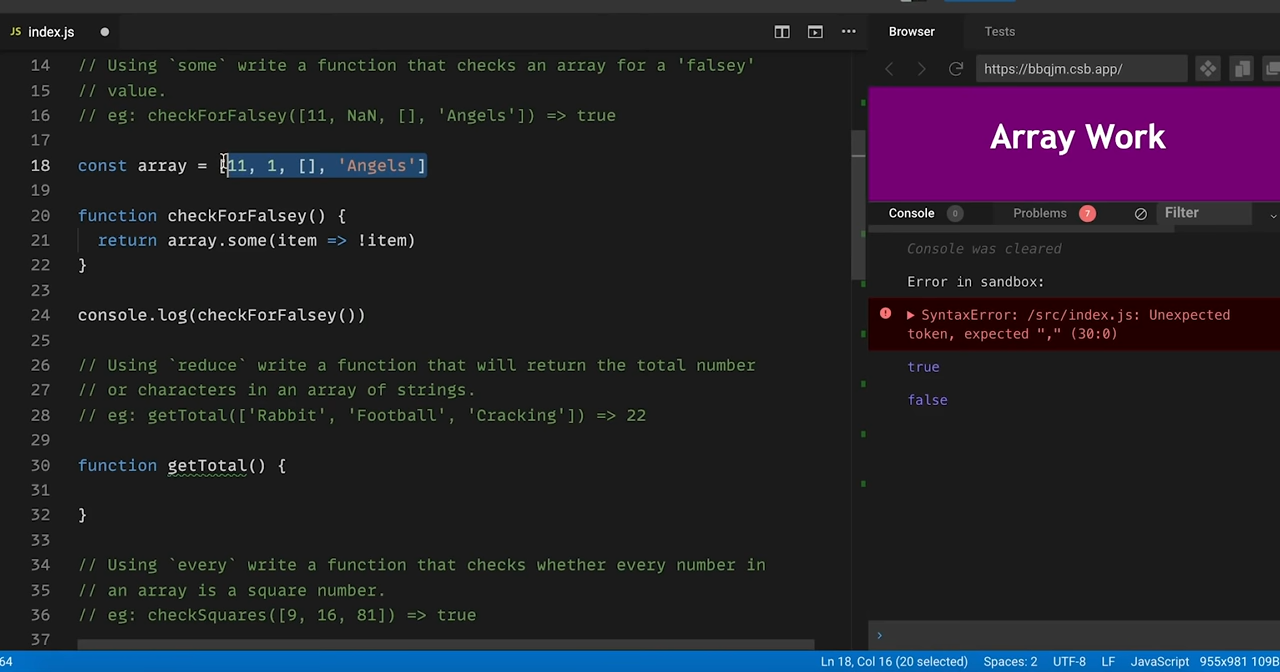 JS index.js
14 // Using `some` write a function that checks an array for a 'falsey'
15 // value.
16 // eg: checkForFalsey([11, NaN, [], 'Angels']) => true
17
18 const array = [11, 1, [], 'Angels']
19
20 function checkForFalsey() {
21 return array.some(item => !item)
22 }
23
24 console.log(checkForFalsey())
25
26 // Using `reduce` write a function that will return the total number
27 // or characters in an array of strings.
28 // eg: getTotal(['Rabbit', 'Football', 'Cracking']) => 22
29
30 function getTotal() {
31
32 }
33
34 // Using `every` write a function that checks whether every number in
35 // an array is a square number.
36 // eg: checkSquares([9, 16, 81]) => true
37
Browser Tests
https://bbqjm.csb.app/
Array Work
Console 0 Problems 7 Filter
Console was cleared
Error in sandbox:
SyntaxError: /src/index.js: Unexpected
token, expected "," (30:0)
true
false
64 Ln 18, Col 16 (20 selected) Spaces: 2 UTF-8 LF JavaScript 955x981 109B